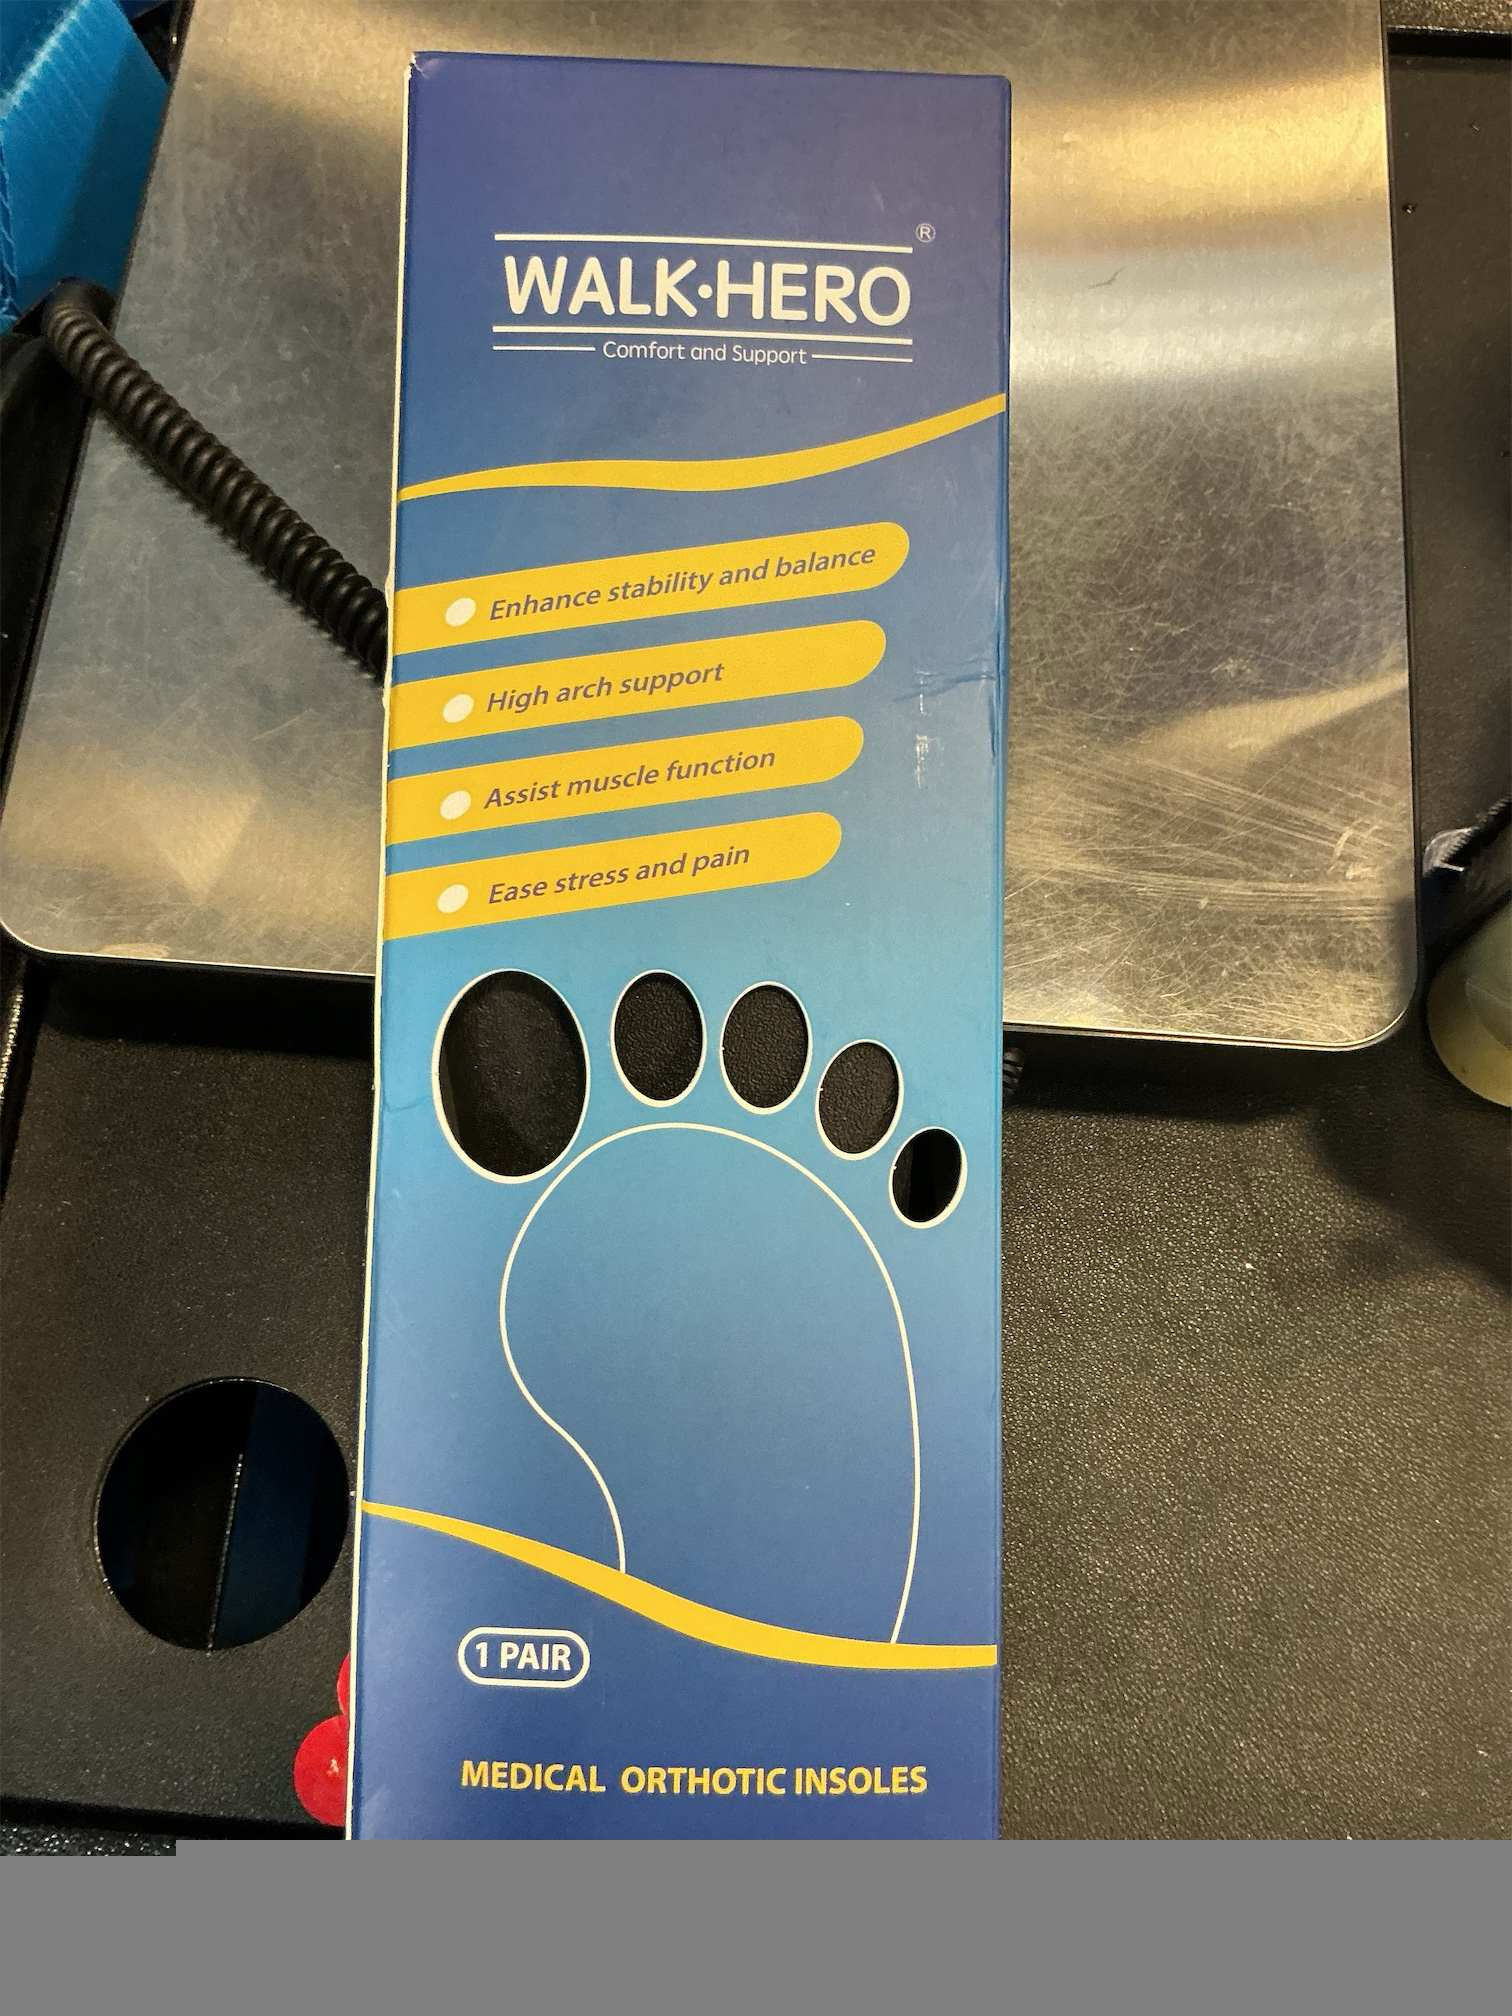 WALK·HERO®
Comfort and Support
Enhance stability and balance
High arch support
Assist muscle function
Ease stress and pain
1 PAIR
MEDICAL ORTHOTIC INSOLES